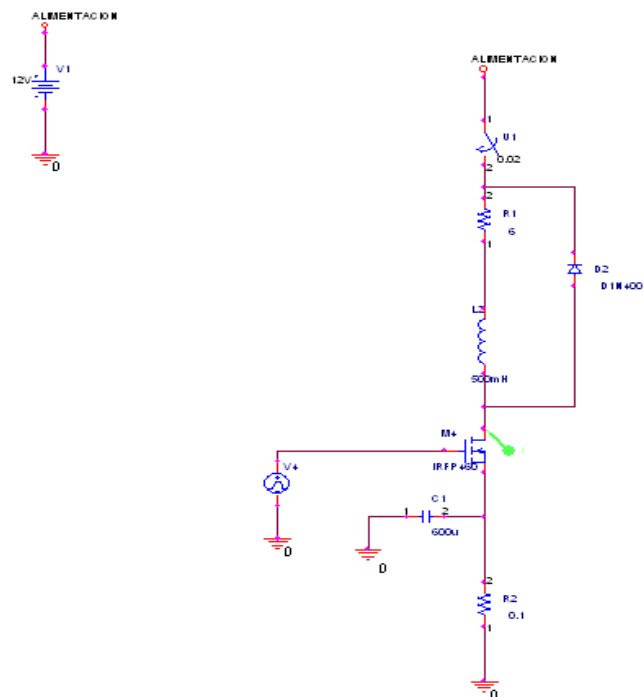 ALIMENTACION
V1
12V
0
ALIMENTACION
1
U1
0.02
2
2
R1
6
1
D2
D1N400
L3
500mH
M4
IRFP460
V4
0
C1
1
2
600u
0
2
R2
0.1
1
0